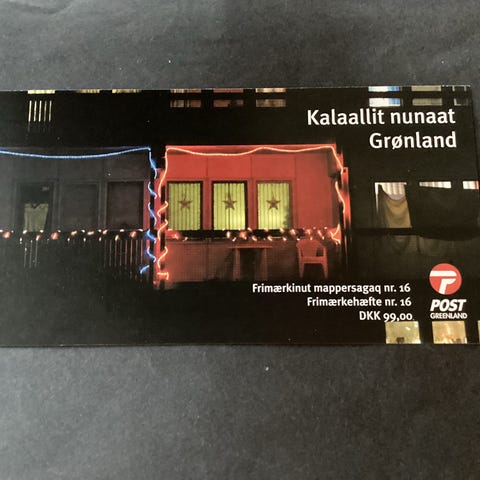 Kalaallit nunaat
Grønland
Frimærkinut mappersagaq nr. 16
Frimærkehæfte nr. 16
DKK 99,00
POST
GREENLAND